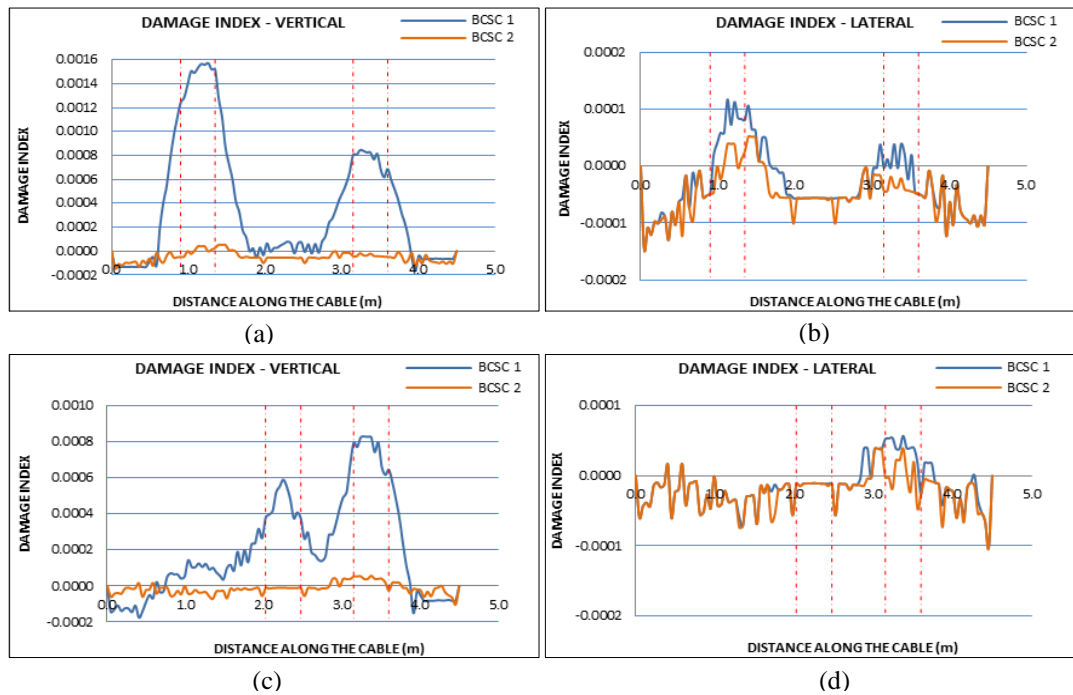 DAMAGE INDEX - VERTICAL
BCSC 1
BCSC 2
0.0016
0.0014
0.0012
0.0010
0.0008
0.0006
0.0004
0.0002
0.0000
-0.0002
DAMAGE INDEX
0.0 1.0 2.0 3.0 4.0 5.0
DISTANCE ALONG THE CABLE (m)
(a)
DAMAGE INDEX - LATERAL
BCSC 1
BCSC 2
0.0002
0.0001
0.0000
-0.0001
-0.0002
DAMAGE INDEX
0.0 1.0 2.0 3.0 4.0 5.0
DISTANCE ALONG THE CABLE (m)
(b)
DAMAGE INDEX - VERTICAL
BCSC 1
BCSC 2
0.0010
0.0008
0.0006
0.0004
0.0002
0.0000
-0.0002
DAMAGE INDEX
0.0 1.0 2.0 3.0 4.0 5.0
DISTANCE ALONG THE CABLE (m)
(c)
DAMAGE INDEX - LATERAL
BCSC 1
BCSC 2
0.0001
0.0000
-0.0001
-0.0002
DAMAGE INDEX
0.0 1.0 2.0 3.0 4.0 5.0
DISTANCE ALONG THE CABLE (m)
(d)